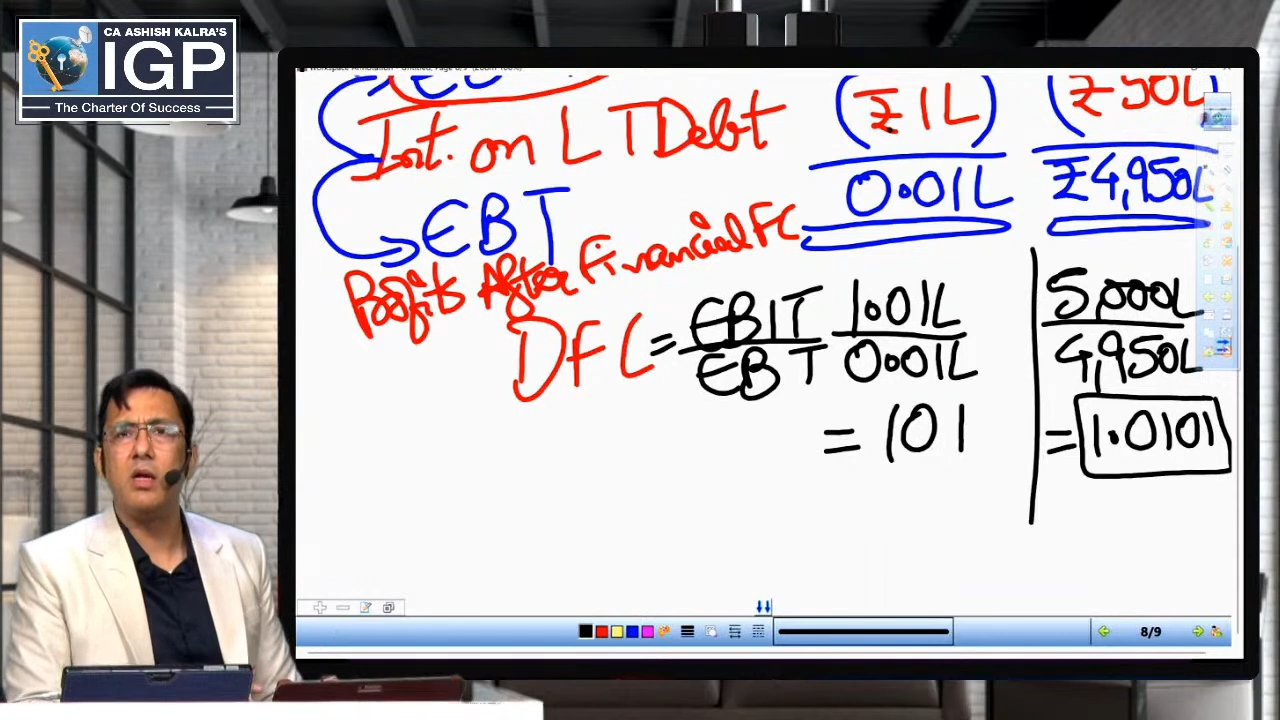 CA ASHISH KALRA'S
IGP
The Charter Of Success
Int. on LT Debt (₹1L) (₹50L
EBT 0.01L ₹4,950L
Profits After Financial FC
DFL = EBIT / EBT 1.01L / 0.01L 5,000L / 4,950L
= 101 = 1.0101
8/9